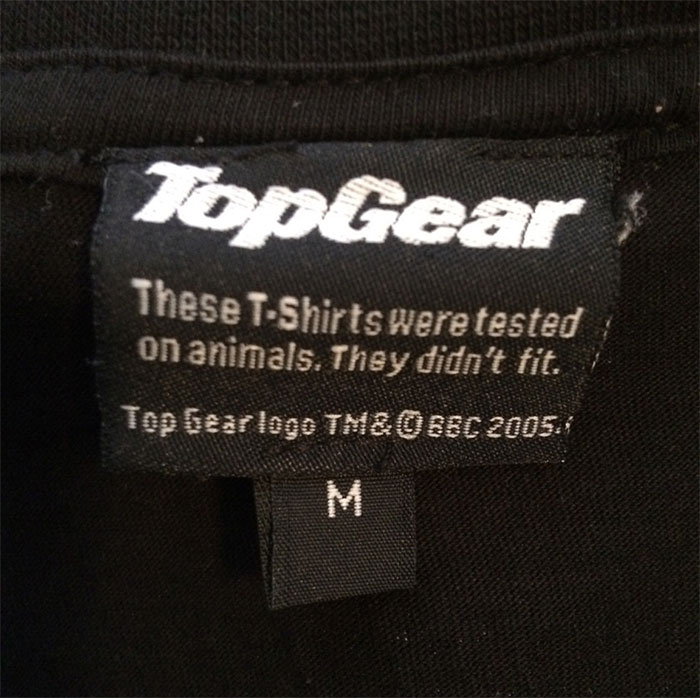 TopGear
These T-Shirts were tested
on animals. They didn't fit.
Top Gear logo TM & © BBC 2005.
M